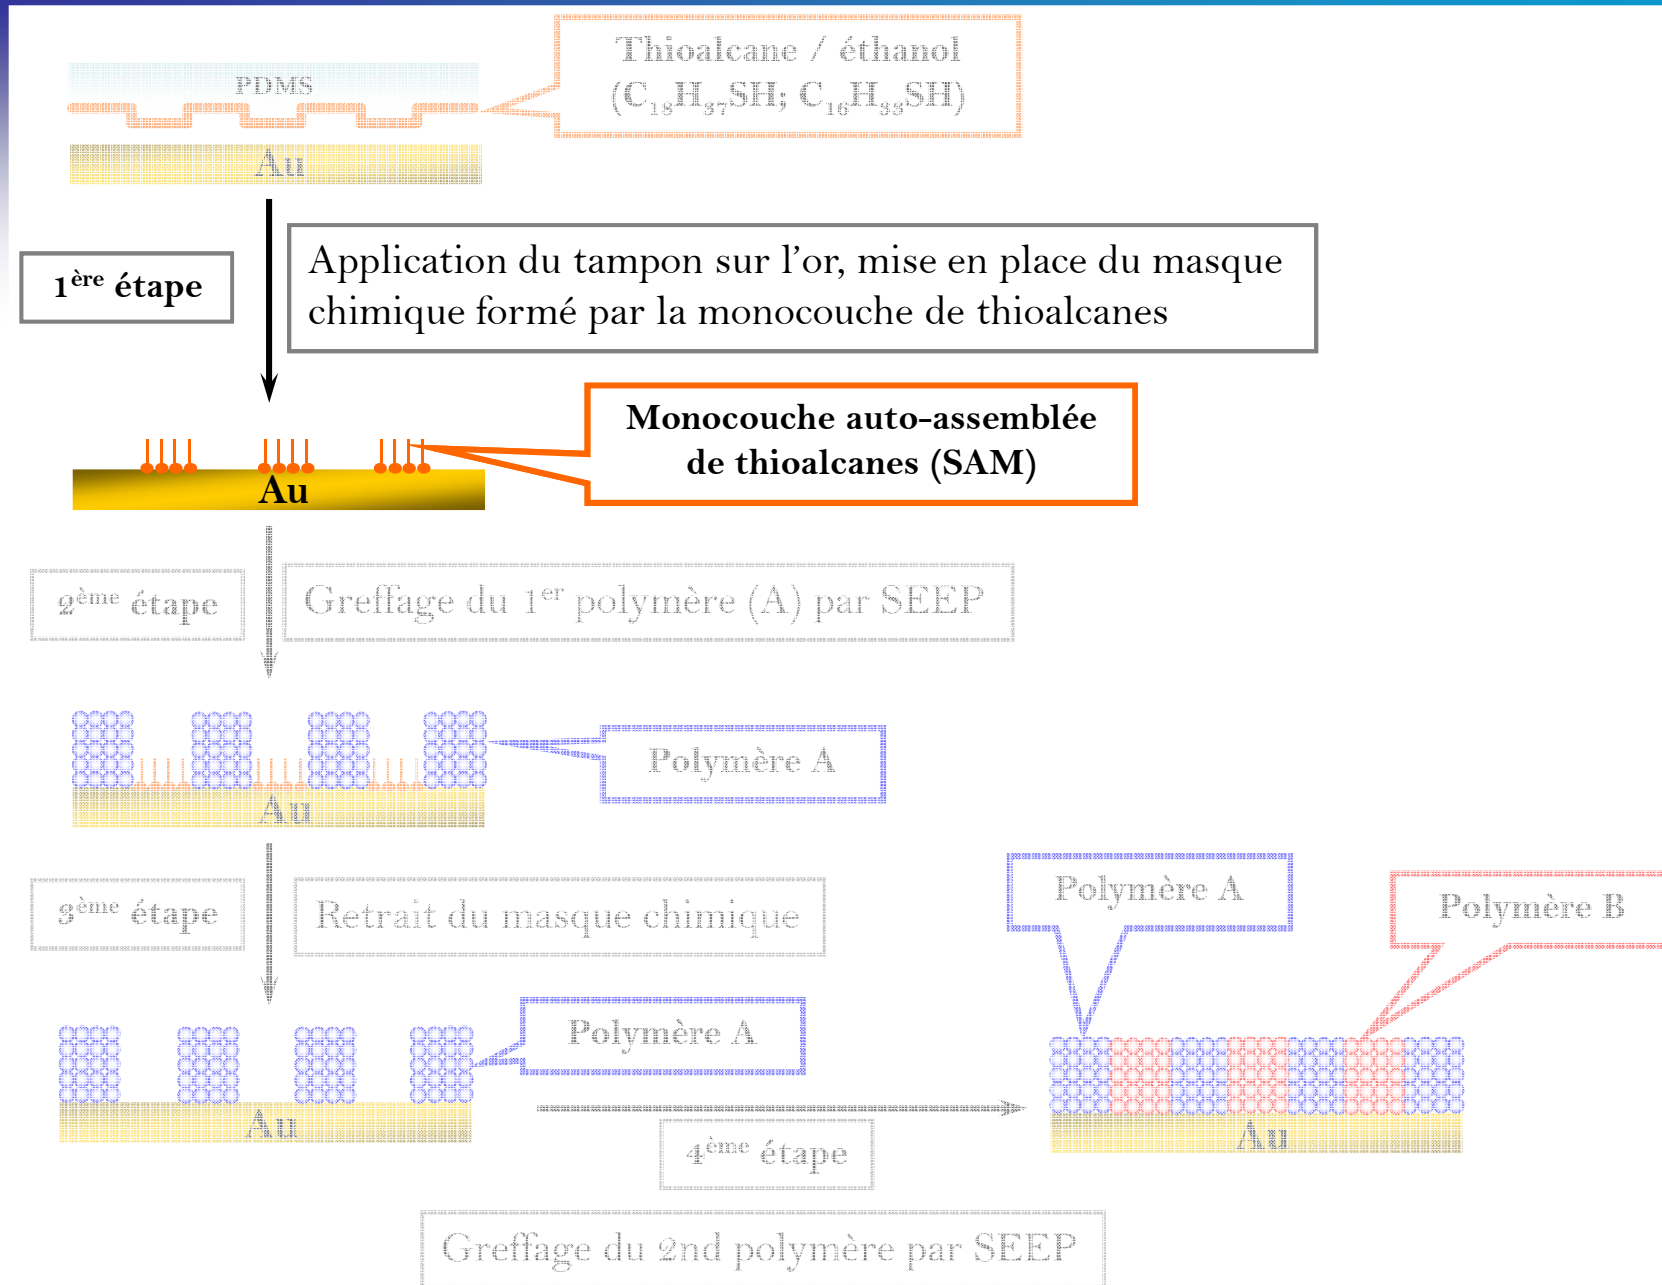 Thioalcane / éthanol
(C₁₈H₃₇SH; C₁₆H₃₃SH)
PDMS
Au
1ère étape
Application du tampon sur l’or, mise en place du masque
chimique formé par la monocouche de thioalcanes
Monocouche auto-assemblée
de thioalcanes (SAM)
Au
2ème étape
Greffage du 1er polymère (A) par SEEP
Polymère A
Au
3ème étape
Retrait du masque chimique
Polymère A
Polymère B
Polymère A
Au
Au
4ème étape
Greffage du 2nd polymère par SEEP